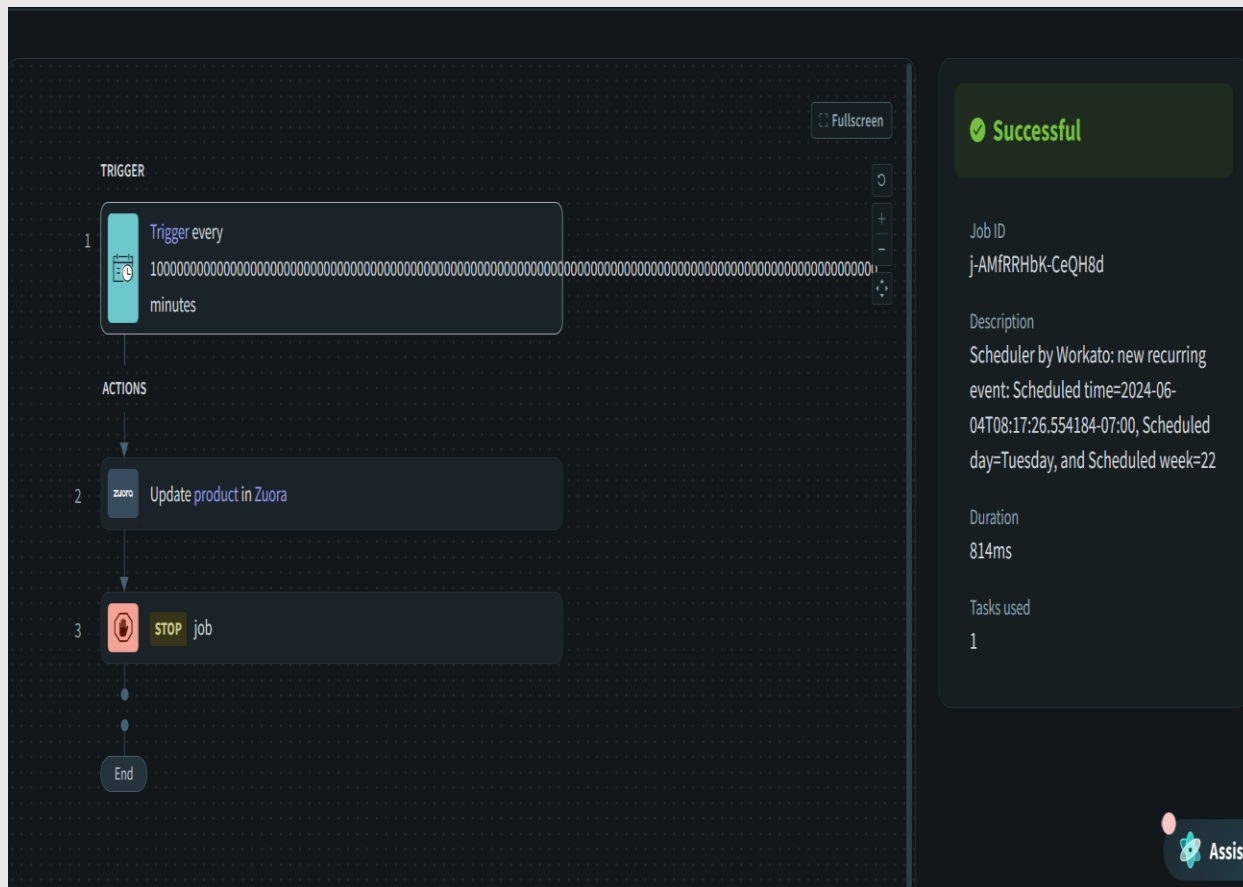 Fullscreen
TRIGGER
1
Trigger every
minutes
ACTIONS
2
zuora
Update product in Zuora
3
STOP job
End
Successful
Job ID
j-AMfRRHbK-CeQH8d
Description
Scheduler by Workato: new recurring
event: Scheduled time=2024-06-
04T08:17:26.554184-07:00, Scheduled
day=Tuesday, and Scheduled week=22
Duration
814ms
Tasks used
1
Assis